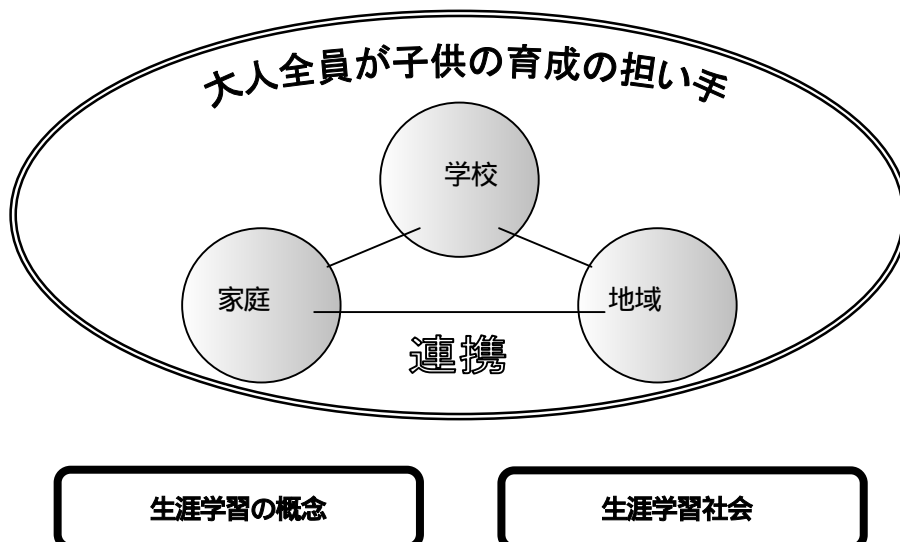 大人全員が子供の育成の担い手
学校
家庭
地域
連携
生涯学習の概念
生涯学習社会